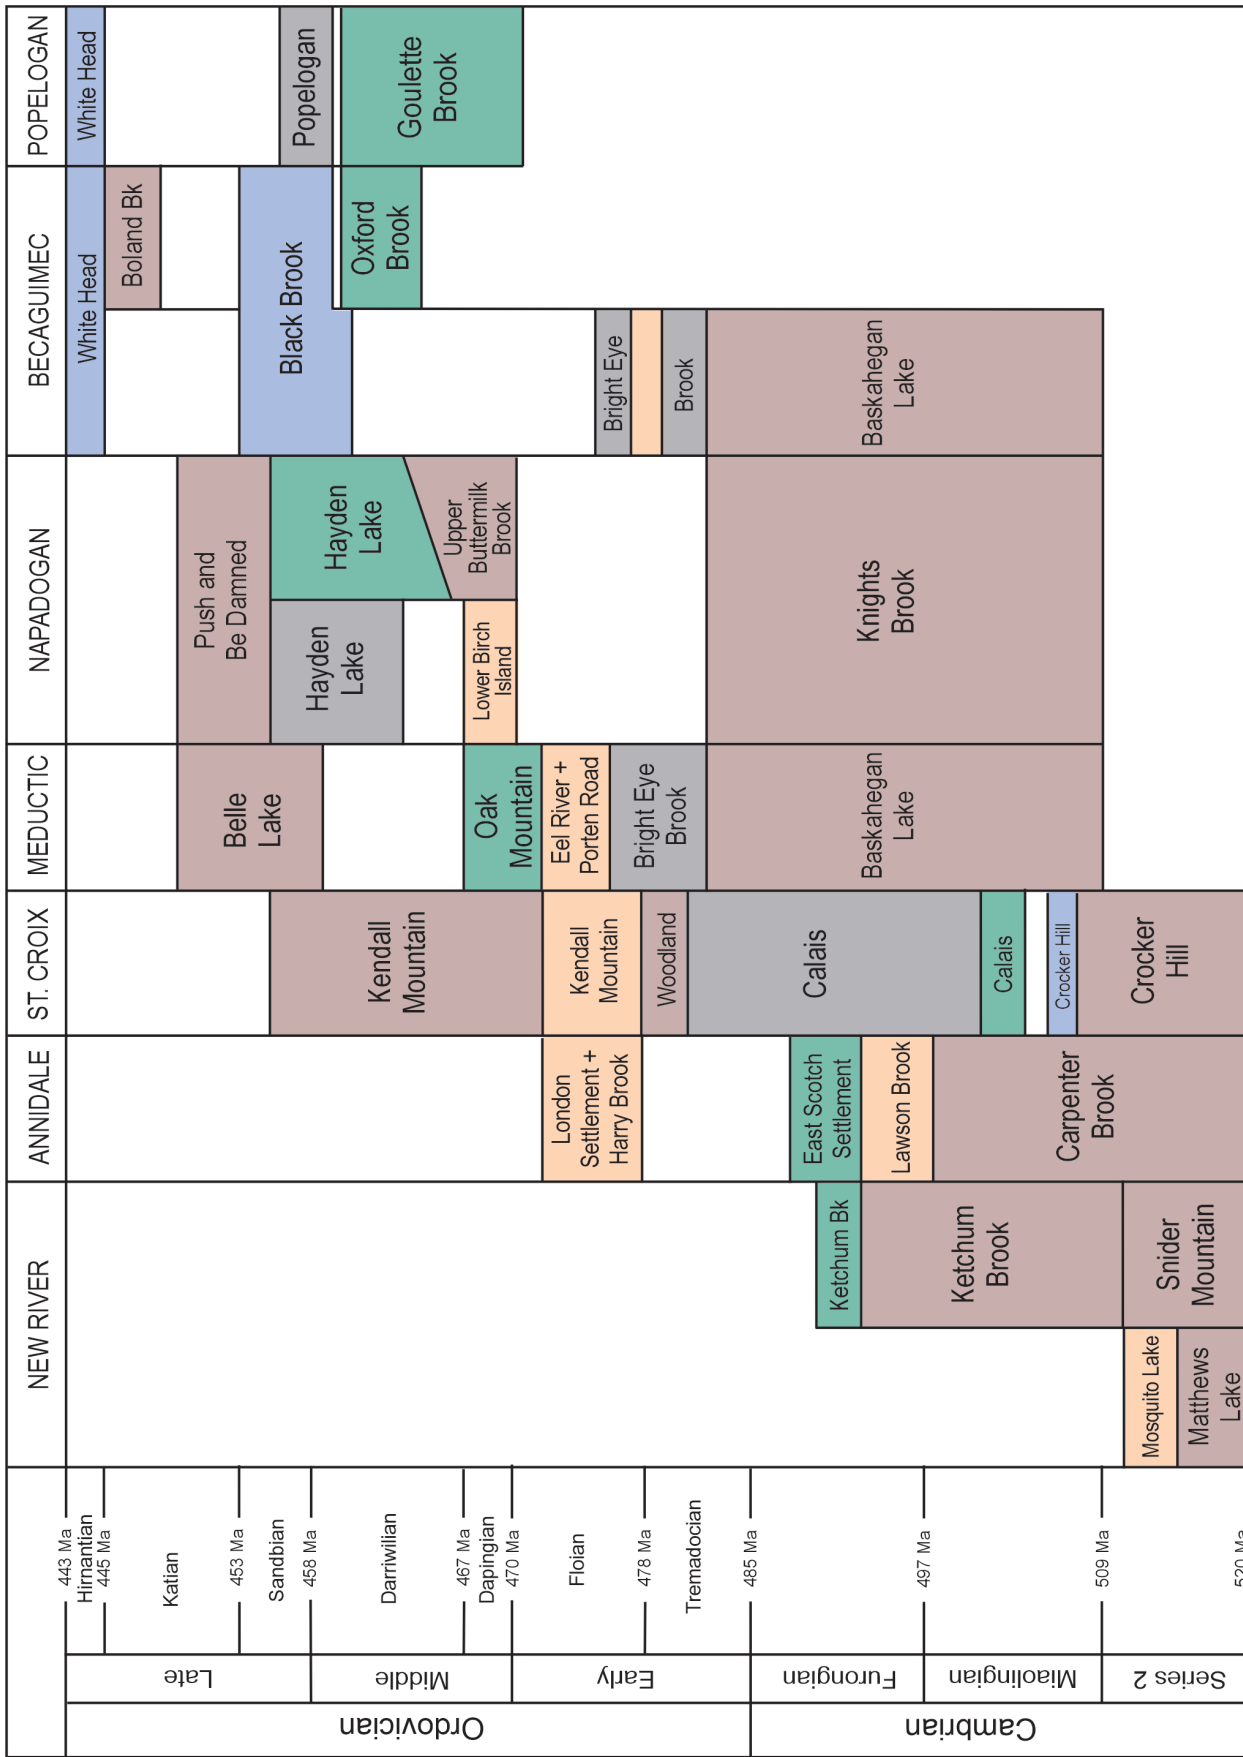 NEW RIVER
ANNIDALE
ST. CROIX
MEDUCTIC
NAPADOGAN
BECAGUIMEC
POPELOGAN
Ordovician
Cambrian
Late
Middle
Early
Furongian
Miaolingian
Series 2
443 Ma
Hirnantian
445 Ma
Katian
453 Ma
Sandbian
458 Ma
Darriwilian
467 Ma
Dapingian
470 Ma
Floian
478 Ma
Tremadocian
485 Ma
497 Ma
509 Ma
520 Ma
Mosquito Lake
Matthews
Lake
Ketchum Bk
Ketchum
Brook
Snider
Mountain
London
Settlement +
Harry Brook
East Scotch
Settlement
Lawson Brook
Carpenter
Brook
Kendall
Mountain
Kendall
Mountain
Woodland
Calais
Calais
Crocker Hill
Crocker
Hill
Belle
Lake
Oak
Mountain
Eel River +
Porten Road
Bright Eye
Brook
Baskahegan
Lake
Push and
Be Damned
Hayden
Lake
Hayden
Lake
Lower Birch
Island
Upper
Buttermilk
Brook
Knights
Brook
White Head
Boland Bk
Black Brook
Oxford
Brook
Bright Eye
Brook
Baskahegan
Lake
White Head
Popelogan
Goulette
Brook